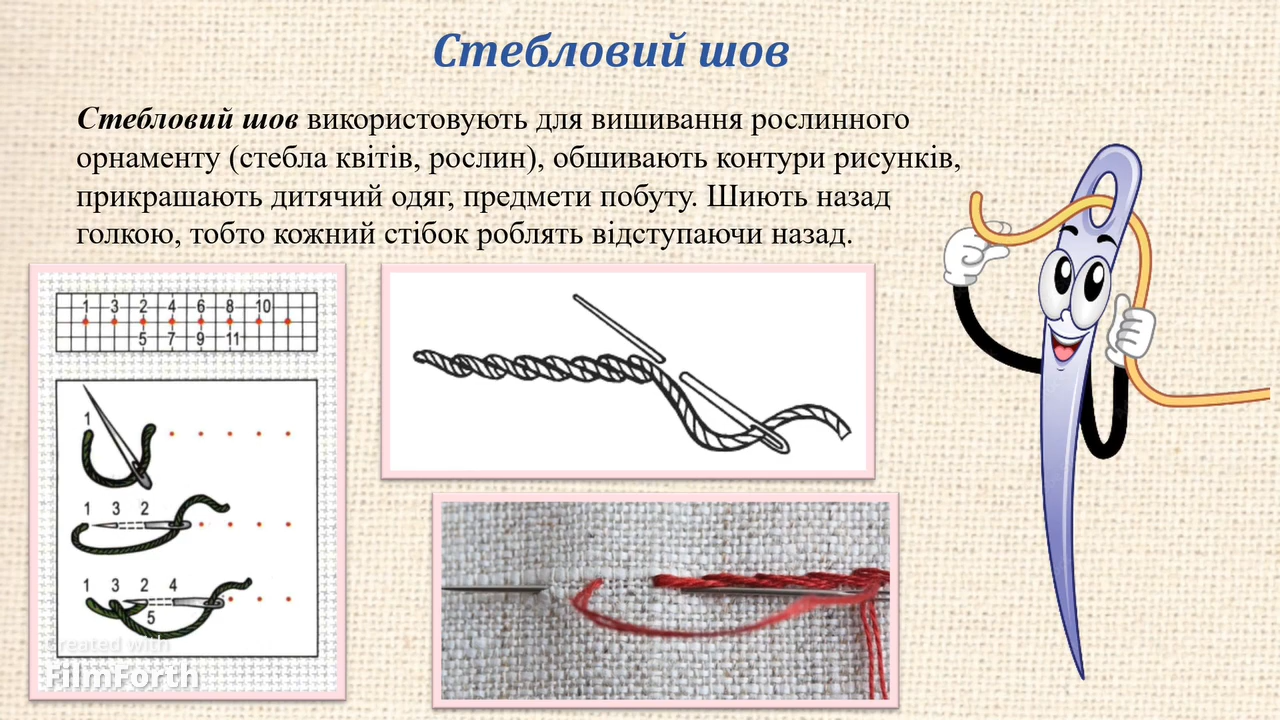 Стебловий шов
Стебловий шов використовують для вишивання рослинного
орнаменту (стебла квітів, рослин), обшивають контури рисунків,
прикрашають дитячий одяг, предмети побуту. Шиють назад
голкою, тобто кожний стібок роблять відступаючи назад.
1 3 2 4 6 8 10
5 7 9 11
1
1 3 2
1 3 2 4
5
Created with
FilmForth